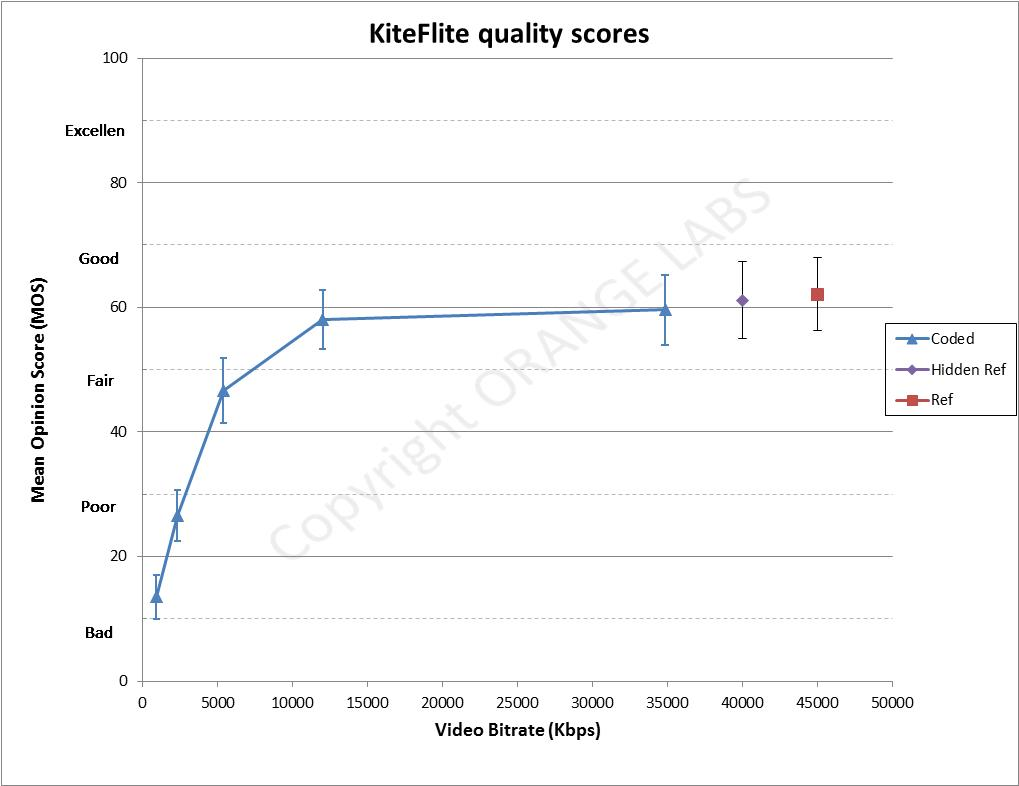 KiteFlite quality scores
100
Excellen
80
Good
60
Fair
40
Poor
20
Bad
0
Mean Opinion Score (MOS)
0 5000 10000 15000 20000 25000 30000 35000 40000 45000 50000
Video Bitrate (Kbps)
Coded
Hidden Ref
Ref
Copyright ORANGE LABS